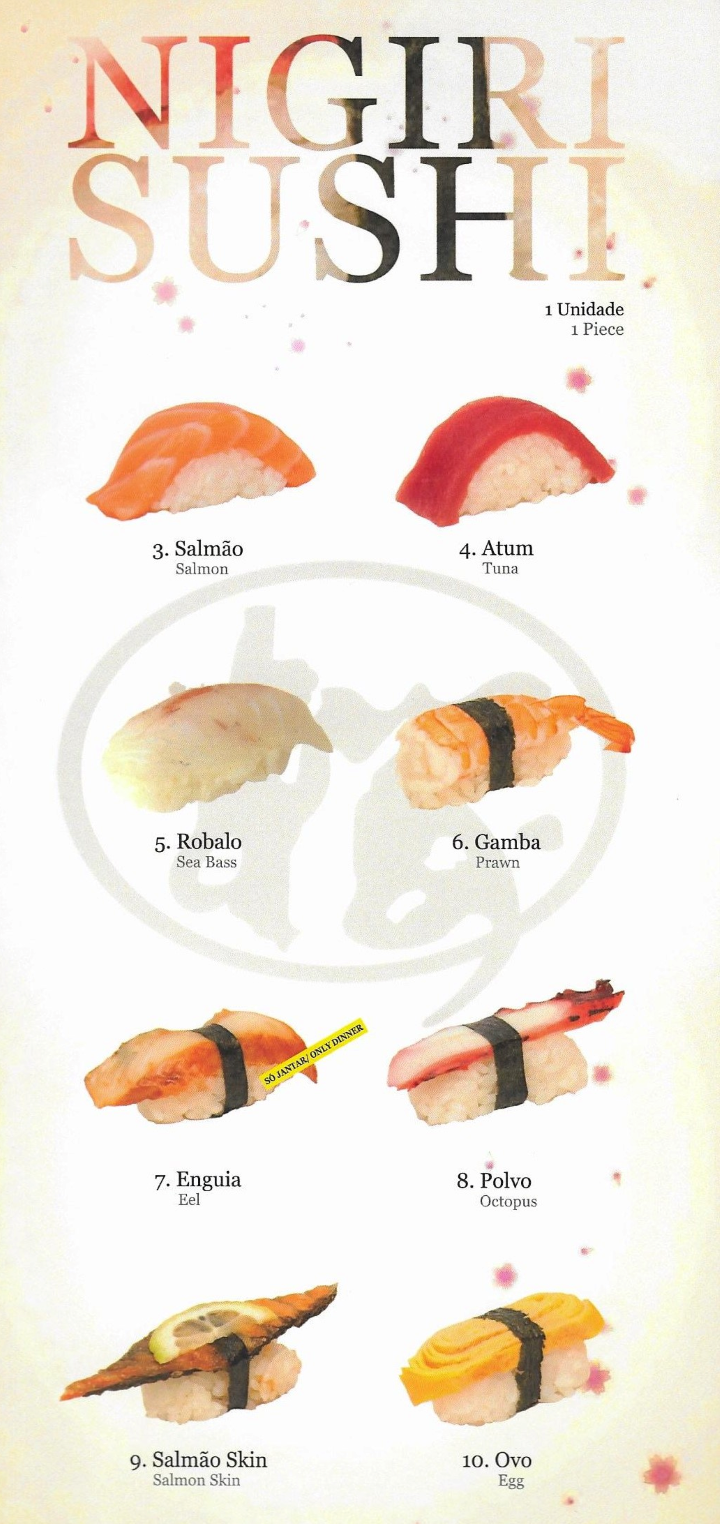 NIGIRI
SUSHI
1 Unidade
1 Piece
3. Salmão
Salmon
4. Atum
Tuna
5. Robalo
Sea Bass
6. Gamba
Prawn
SÓ JANTAR/ ONLY DINNER
7. Enguia
Eel
8. Polvo
Octopus
9. Salmão Skin
Salmon Skin
10. Ovo
Egg